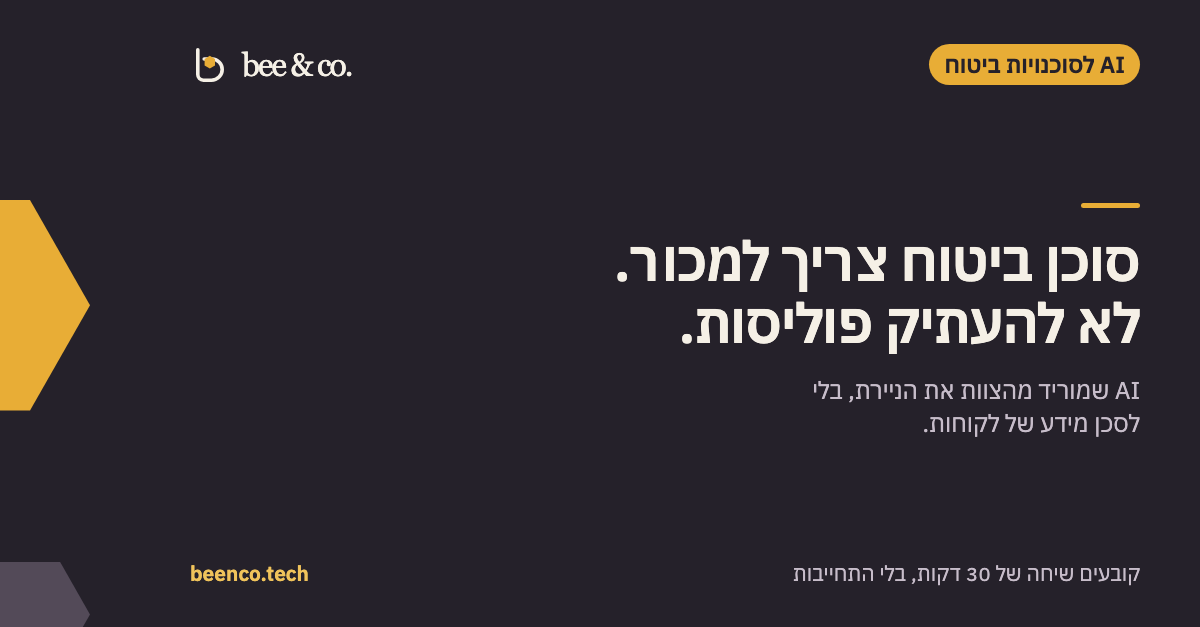 AI לסוכנויות ביטוח
bee & co.
סוכן ביטוח צריך למכור.
לא להעתיק פוליסות.
AI שמוריד מהצוות את הניירת, בלי
לסכן מידע של לקוחות.
קובעים שיחה של 30 דקות, בלי התחייבות
beenco.tech